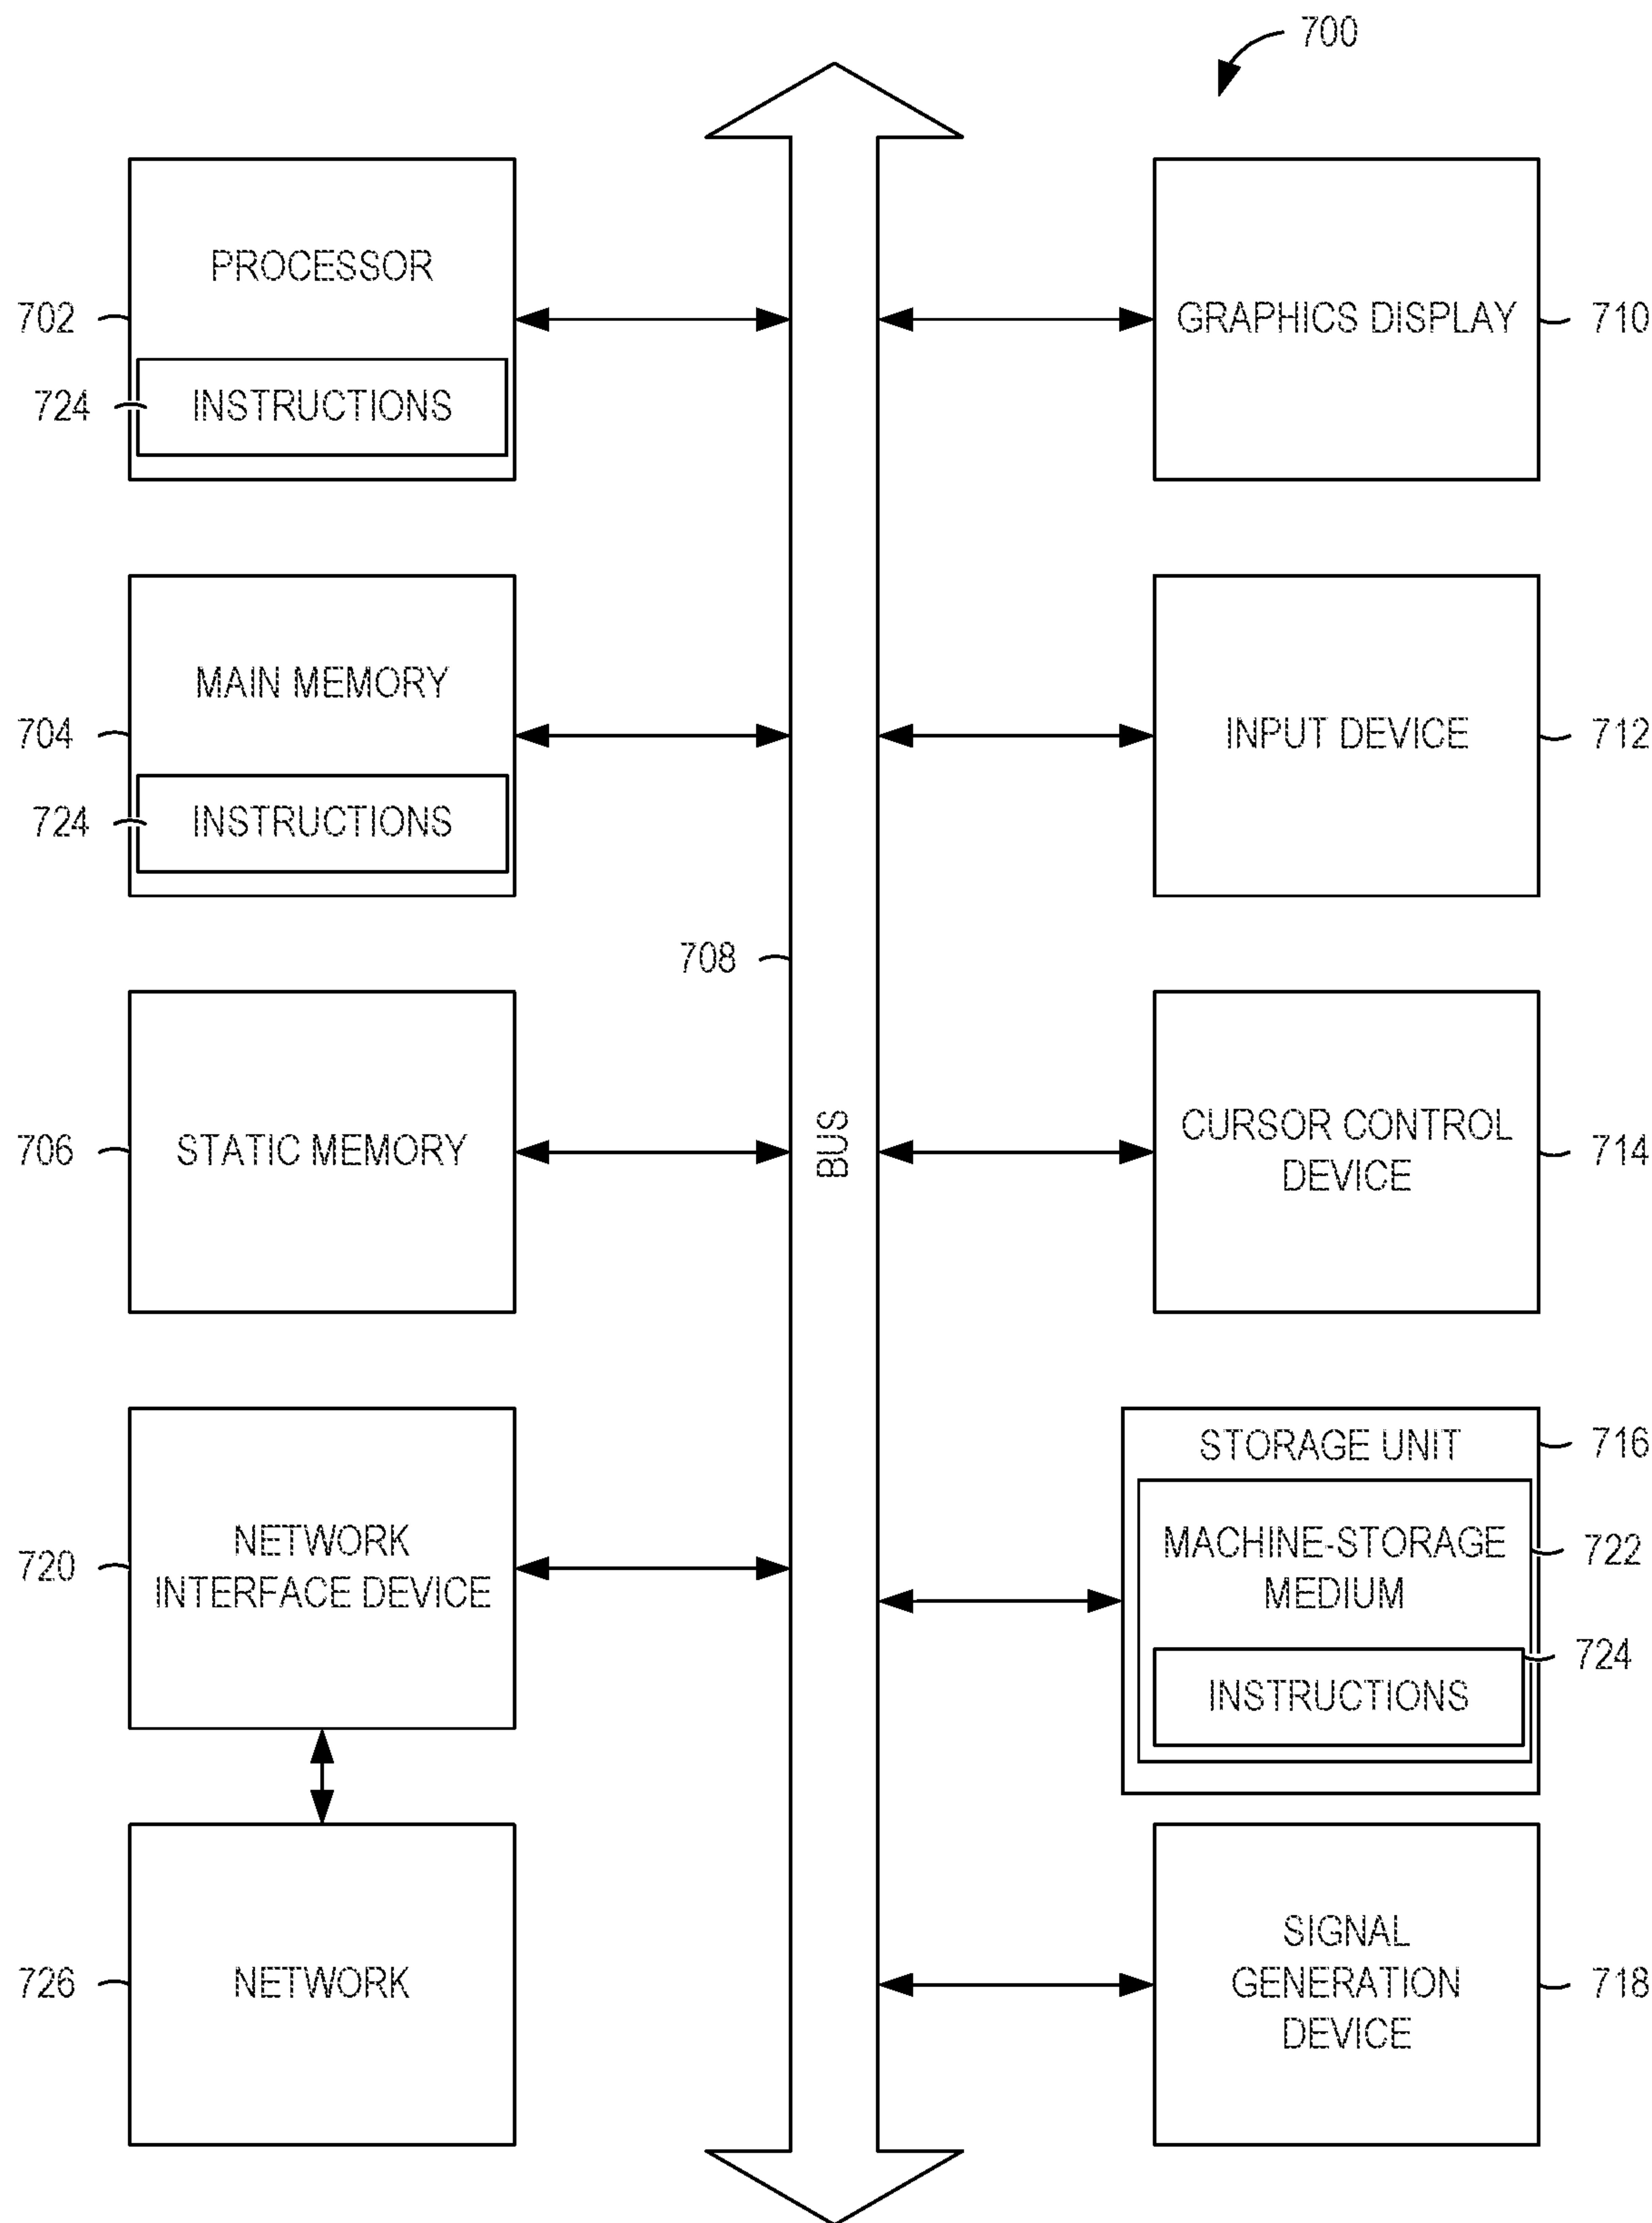 700
PROCESSOR
702
724
INSTRUCTIONS
GRAPHICS DISPLAY
710
MAIN MEMORY
704
724
INSTRUCTIONS
INPUT DEVICE
712
708
BUS
706
STATIC MEMORY
CURSOR CONTROL
DEVICE
714
720
NETWORK
INTERFACE DEVICE
STORAGE UNIT
716
MACHINE-STORAGE
MEDIUM
722
724
INSTRUCTIONS
726
NETWORK
SIGNAL
GENERATION
DEVICE
718